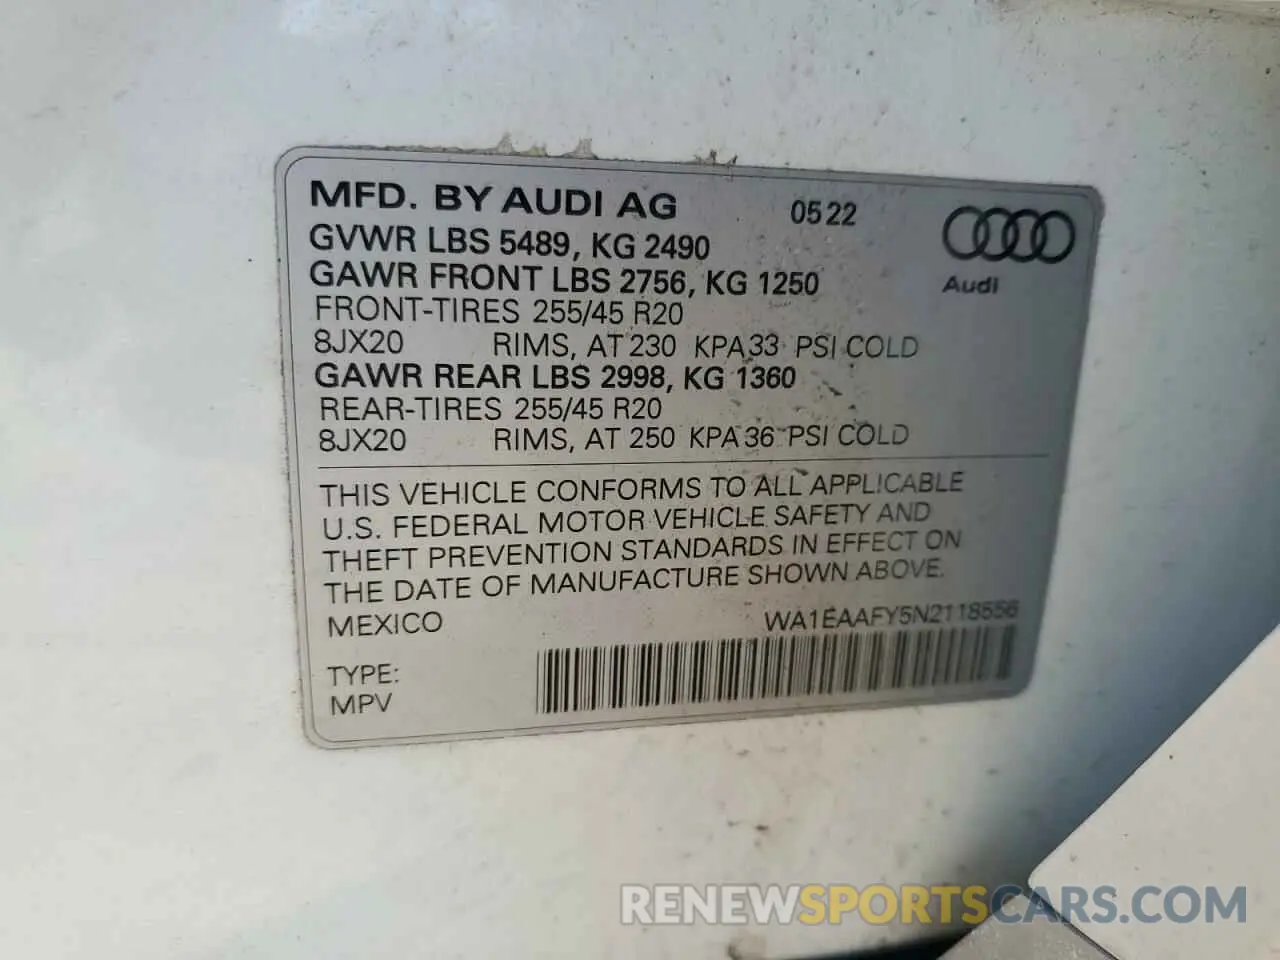 MFD. BY AUDI AG 0522
GVWR LBS 5489, KG 2490
GAWR FRONT LBS 2756, KG 1250
Audi
FRONT-TIRES 255/45 R20
8JX20 RIMS, AT 230 KPA 33 PSI COLD
GAWR REAR LBS 2998, KG 1360
REAR-TIRES 255/45 R20
8JX20 RIMS, AT 250 KPA 36 PSI COLD
THIS VEHICLE CONFORMS TO ALL APPLICABLE
U.S. FEDERAL MOTOR VEHICLE SAFETY AND
THEFT PREVENTION STANDARDS IN EFFECT ON
THE DATE OF MANUFACTURE SHOWN ABOVE.
MEXICO WA1EAAFY5N2118556
TYPE:
MPV
RENEWSPORTSCARS.COM